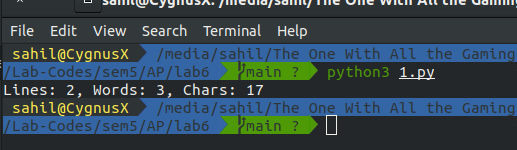 sahil@CygnusX: /media/sahil/The One With All the Gaming
File Edit View Search Terminal Help
sahil@CygnusX /media/sahil/The One With All the Gaming
/Lab-Codes/sem5/AP/lab6 main ? python3 1.py
Lines: 2, Words: 3, Chars: 17
sahil@CygnusX /media/sahil/The One With All the Gaming
/Lab-Codes/sem5/AP/lab6 main ?